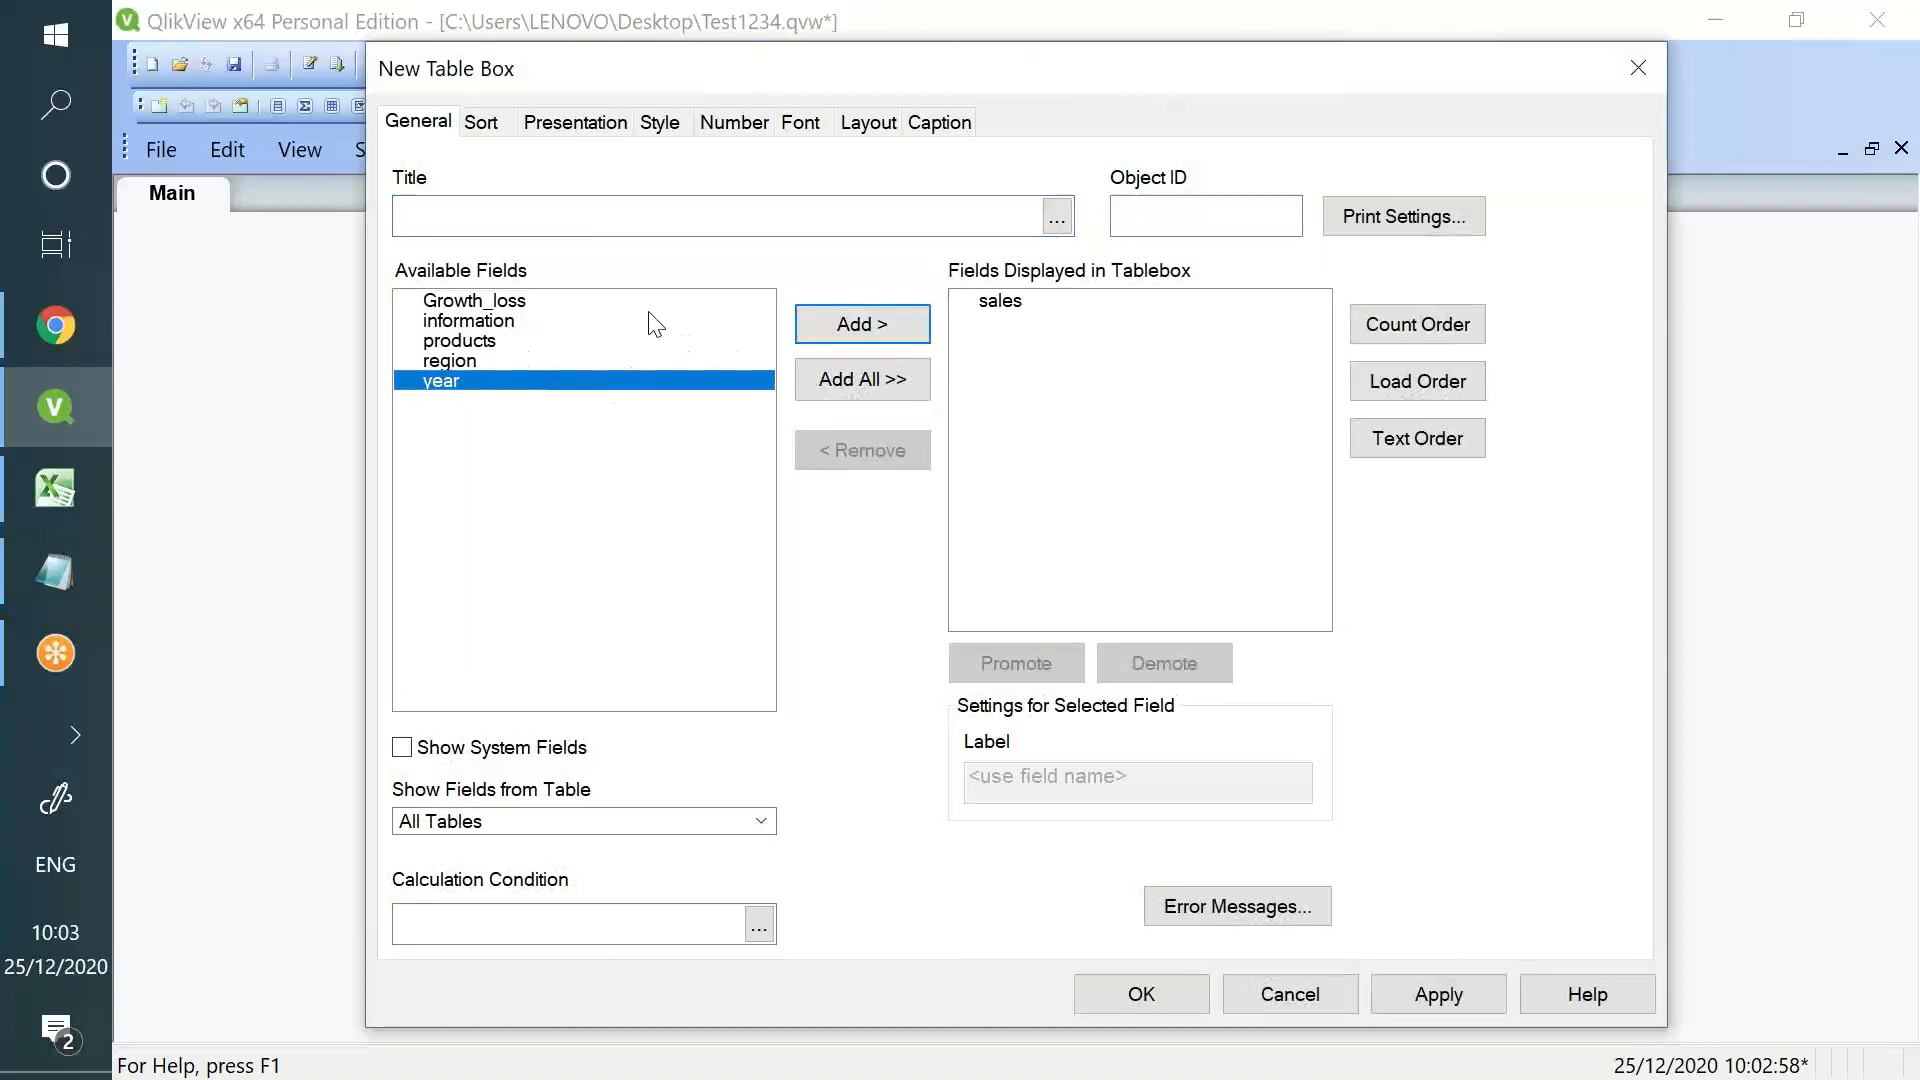 QlikView x64 Personal Edition - [C:\Users\LENOVO\Desktop\Test1234.qvw*]
New Table Box
General Sort Presentation Style Number Font Layout Caption
File Edit View S
Main
Title
Object ID
...
Print Settings...
Available Fields
Fields Displayed in Tablebox
Growth_loss
information
products
region
year
Add >
Add All >>
< Remove
sales
Count Order
Load Order
Text Order
Promote
Demote
Settings for Selected Field
Label
<use field name>
Show System Fields
Show Fields from Table
All Tables
Calculation Condition
...
Error Messages...
OK
Cancel
Apply
Help
ENG
10:03
25/12/2020
2
For Help, press F1
25/12/2020 10:02:58*